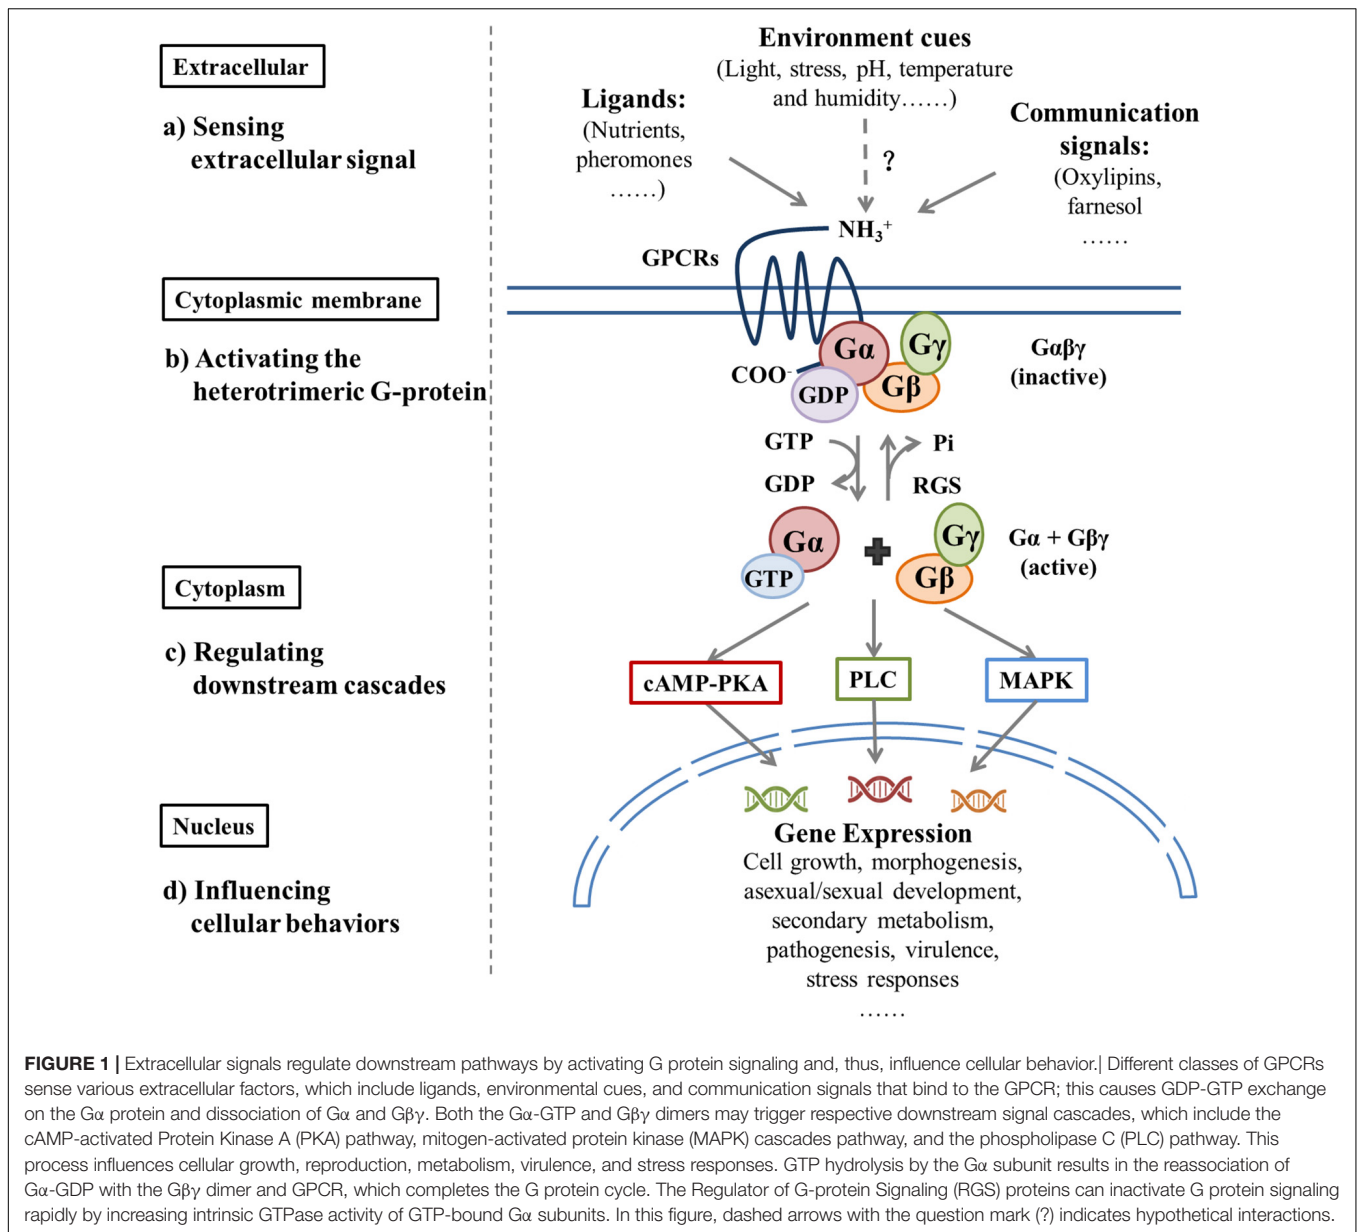 Extracellular
a) Sensing
extracellular signal
Environment cues
(Light, stress, pH, temperature
and humidity……)
Ligands:
(Nutrients,
pheromones
……)
?
Communication
signals:
(Oxylipins,
farnesol
……
NH₃⁺
GPCRs
Cytoplasmic membrane
b) Activating the
heterotrimeric G-protein
COO⁻
Gα
GDP
Gβ
Gγ
Gαβγ
(inactive)
GTP
GDP
Pi
RGS
Gα
GTP
Gγ
Gβ
Gα + Gβγ
(active)
Cytoplasm
c) Regulating
downstream cascades
cAMP-PKA
PLC
MAPK
Nucleus
d) Influencing
cellular behaviors
Gene Expression
Cell growth, morphogenesis,
asexual/sexual development,
secondary metabolism,
pathogenesis, virulence,
stress responses
……
FIGURE 1 | Extracellular signals regulate downstream pathways by activating G protein signaling and, thus, influence cellular behavior.| Different classes of GPCRs
sense various extracellular factors, which include ligands, environmental cues, and communication signals that bind to the GPCR; this causes GDP-GTP exchange
on the Gα protein and dissociation of Gα and Gβγ. Both the Gα-GTP and Gβγ dimers may trigger respective downstream signal cascades, which include the
cAMP-activated Protein Kinase A (PKA) pathway, mitogen-activated protein kinase (MAPK) cascades pathway, and the phospholipase C (PLC) pathway. This
process influences cellular growth, reproduction, metabolism, virulence, and stress responses. GTP hydrolysis by the Gα subunit results in the reassociation of
Gα-GDP with the Gβγ dimer and GPCR, which completes the G protein cycle. The Regulator of G-protein Signaling (RGS) proteins can inactivate G protein signaling
rapidly by increasing intrinsic GTPase activity of GTP-bound Gα subunits. In this figure, dashed arrows with the question mark (?) indicates hypothetical interactions.